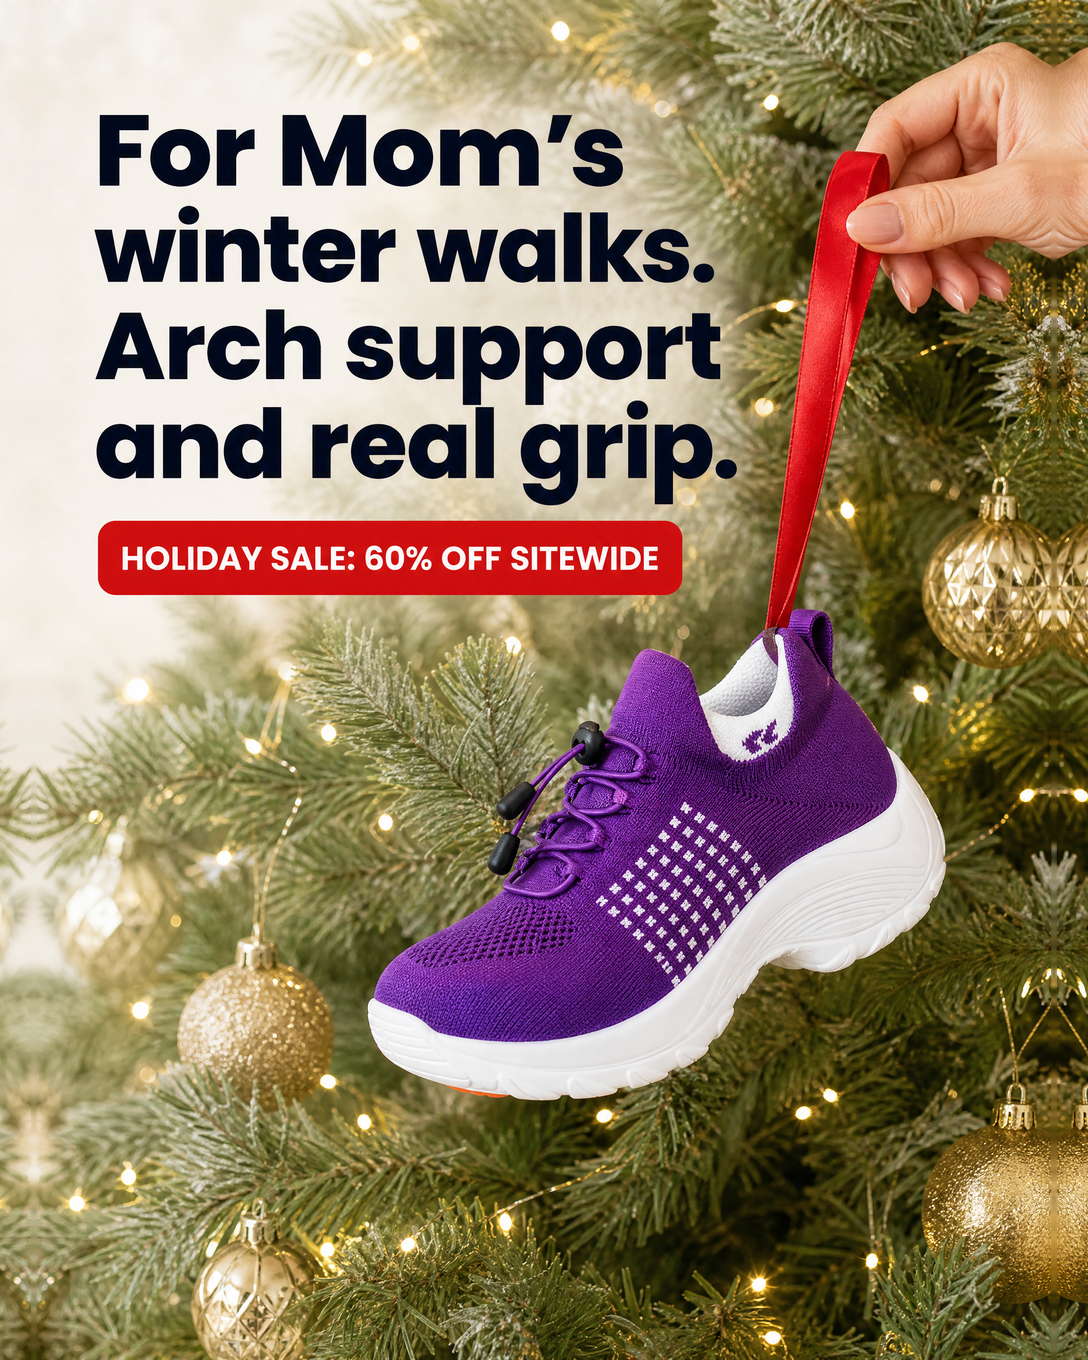 For Mom’s
winter walks.
Arch support
and real grip.
HOLIDAY SALE: 60% OFF SITEWIDE